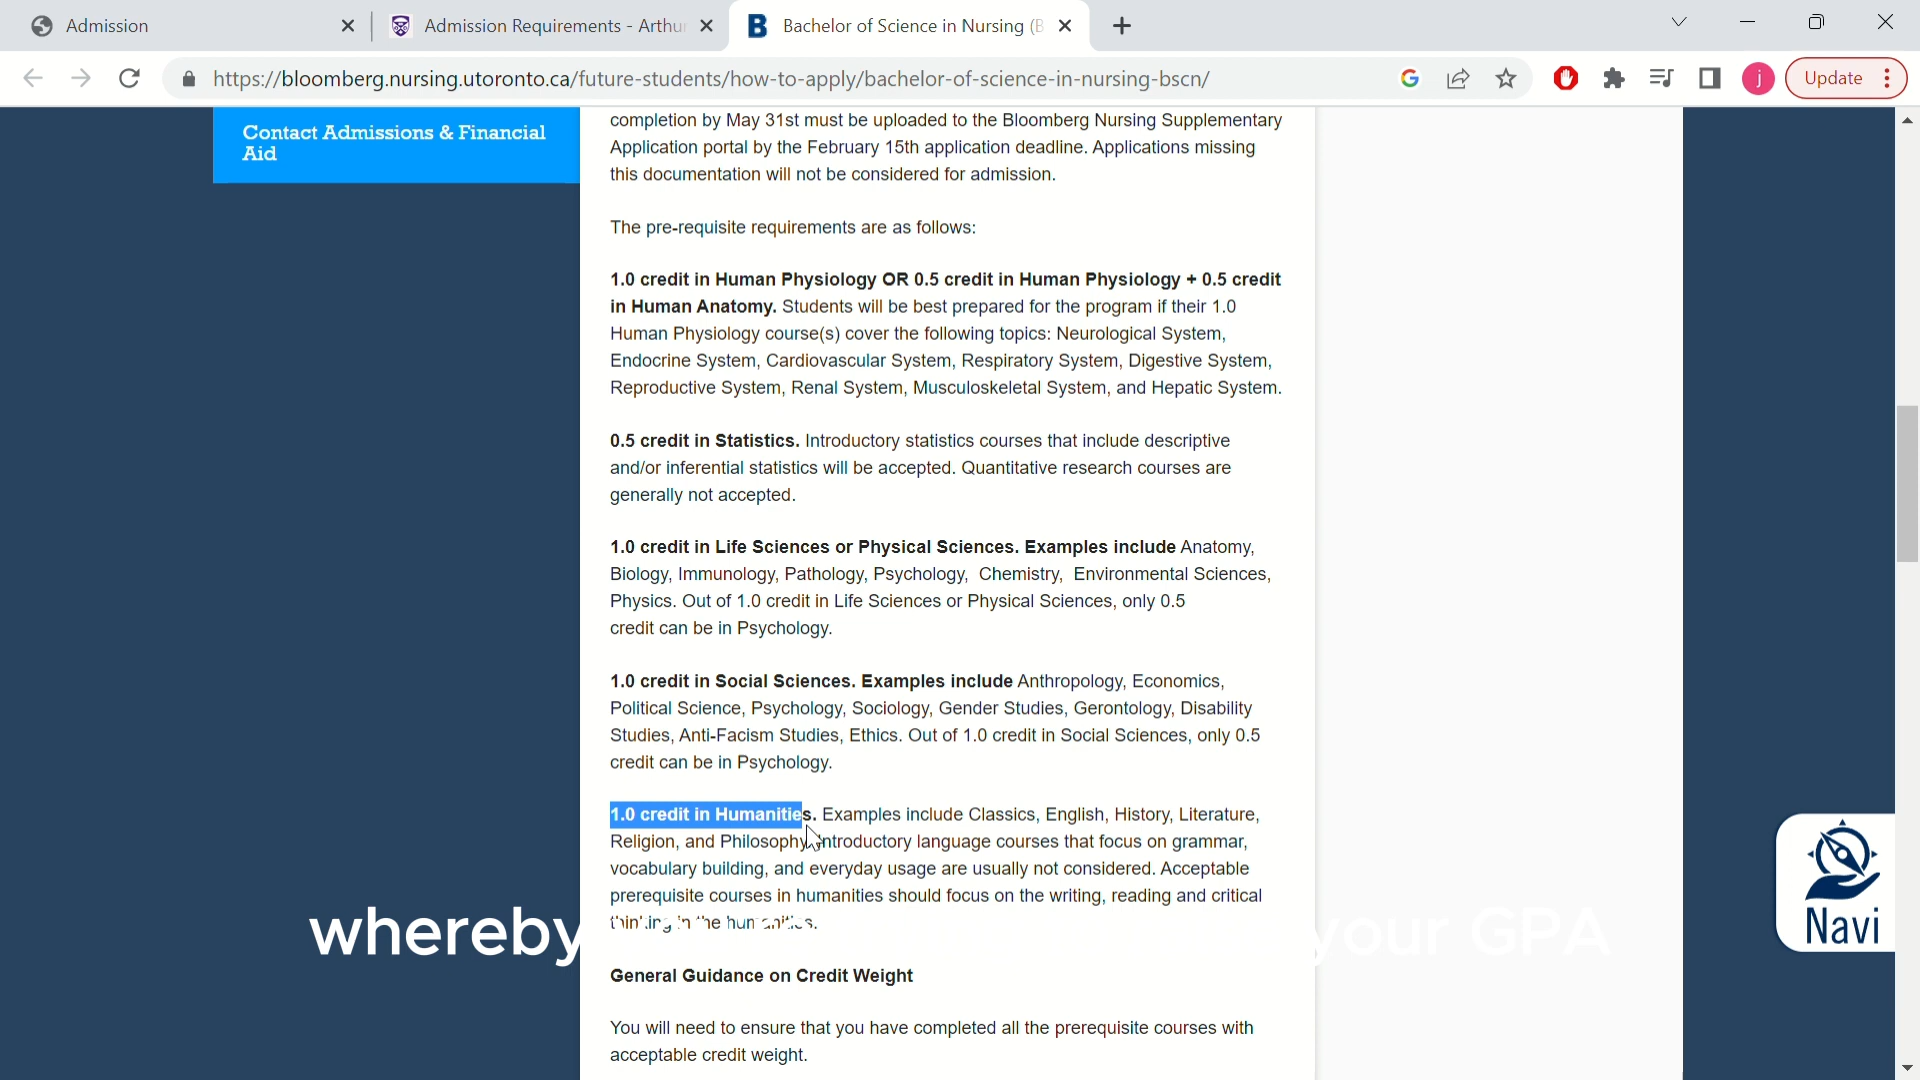 Admission
Admission Requirements - Arthu
Bachelor of Science in Nursing (B
https://bloomberg.nursing.utoronto.ca/future-students/how-to-apply/bachelor-of-science-in-nursing-bscn/
j
Update
Contact Admissions & Financial
Aid
completion by May 31st must be uploaded to the Bloomberg Nursing Supplementary
Application portal by the February 15th application deadline. Applications missing
this documentation will not be considered for admission.
The pre-requisite requirements are as follows:
1.0 credit in Human Physiology OR 0.5 credit in Human Physiology + 0.5 credit
in Human Anatomy. Students will be best prepared for the program if their 1.0
Human Physiology course(s) cover the following topics: Neurological System,
Endocrine System, Cardiovascular System, Respiratory System, Digestive System,
Reproductive System, Renal System, Musculoskeletal System, and Hepatic System.
0.5 credit in Statistics. Introductory statistics courses that include descriptive
and/or inferential statistics will be accepted. Quantitative research courses are
generally not accepted.
1.0 credit in Life Sciences or Physical Sciences. Examples include Anatomy,
Biology, Immunology, Pathology, Psychology, Chemistry, Environmental Sciences,
Physics. Out of 1.0 credit in Life Sciences or Physical Sciences, only 0.5
credit can be in Psychology.
1.0 credit in Social Sciences. Examples include Anthropology, Economics,
Political Science, Psychology, Sociology, Gender Studies, Gerontology, Disability
Studies, Anti-Facism Studies, Ethics. Out of 1.0 credit in Social Sciences, only 0.5
credit can be in Psychology.
1.0 credit in Humanities. Examples include Classics, English, History, Literature,
Religion, and Philosophy. Introductory language courses that focus on grammar,
vocabulary building, and everyday usage are usually not considered. Acceptable
prerequisite courses in humanities should focus on the writing, reading and critical
thinking in the humanities.
whereby your GPA
General Guidance on Credit Weight
You will need to ensure that you have completed all the prerequisite courses with
acceptable credit weight.
Navi